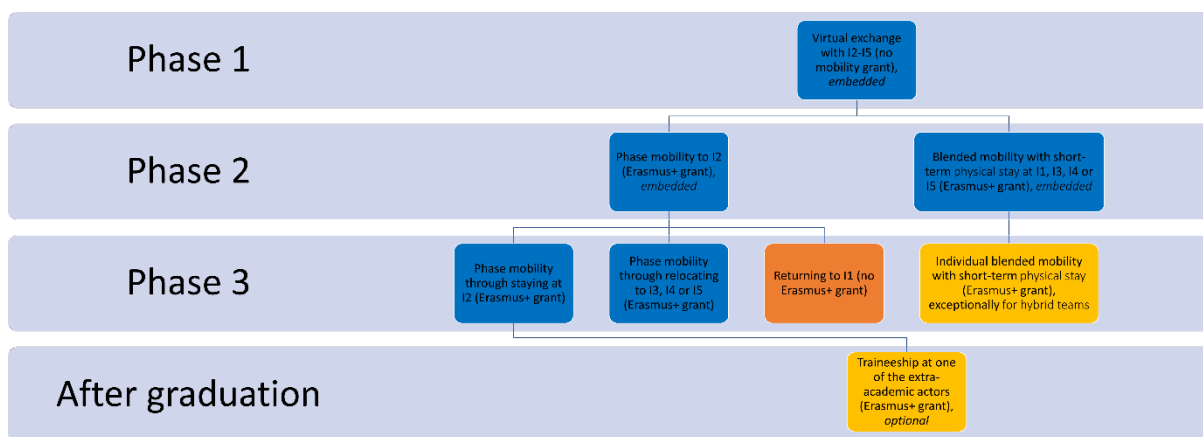 Phase 1
Virtual exchange
with I2-I5 (no
mobility grant),
embedded
Phase 2
Phase mobility to I2
(Erasmus+ grant),
embedded
Blended mobility with short-
term physical stay at I1, I3, I4 or
I5 (Erasmus+ grant), embedded
Phase 3
Phase mobility
through staying at
I2 (Erasmus+ grant)
Phase mobility
through relocating
to I3, I4 or I5
(Erasmus+ grant)
Returning to I1 (no
Erasmus+ grant)
Individual blended mobility
with short-term physical stay
(Erasmus+ grant),
exceptionally for hybrid teams
After graduation
Traineeship at one
of the extra-
academic actors
(Erasmus+ grant),
optional